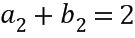 a₂ + b₂ = 2